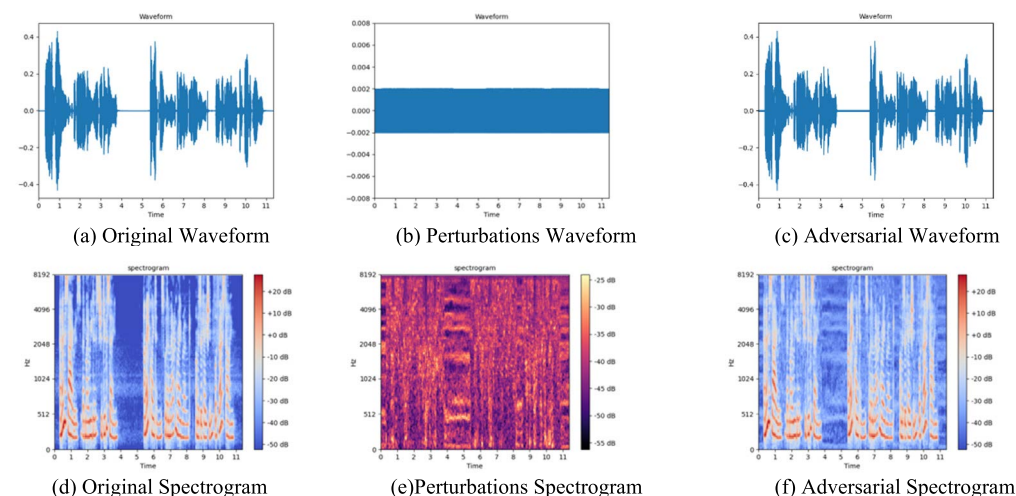 Waveform
0.4
0.2
0.0
−0.2
−0.4
0 1 2 3 4 5 6 7 8 9 10 11
Time
(a) Original Waveform
Waveform
0.008
0.006
0.004
0.002
0.000
−0.002
−0.004
−0.006
−0.008
0 1 2 3 4 5 6 7 8 9 10 11
Time
(b) Perturbations Waveform
Waveform
0.4
0.2
0.0
−0.2
−0.4
0 1 2 3 4 5 6 7 8 9 10 11
Time
(c) Adversarial Waveform
spectrogram
8192
4096
2048
1024
512
0
Hz
0 1 2 3 4 5 6 7 8 9 10 11
Time
+20 dB
+10 dB
+0 dB
-10 dB
-20 dB
-30 dB
-40 dB
-50 dB
(d) Original Spectrogram
spectrogram
8192
4096
2048
1024
512
0
Hz
0 1 2 3 4 5 6 7 8 9 10 11
Time
-25 dB
-30 dB
-35 dB
-40 dB
-45 dB
-50 dB
-55 dB
(e)Perturbations Spectrogram
spectrogram
8192
4096
2048
1024
512
0
Hz
0 1 2 3 4 5 6 7 8 9 10 11
Time
+20 dB
+10 dB
+0 dB
-10 dB
-20 dB
-30 dB
-40 dB
-50 dB
(f) Adversarial Spectrogram